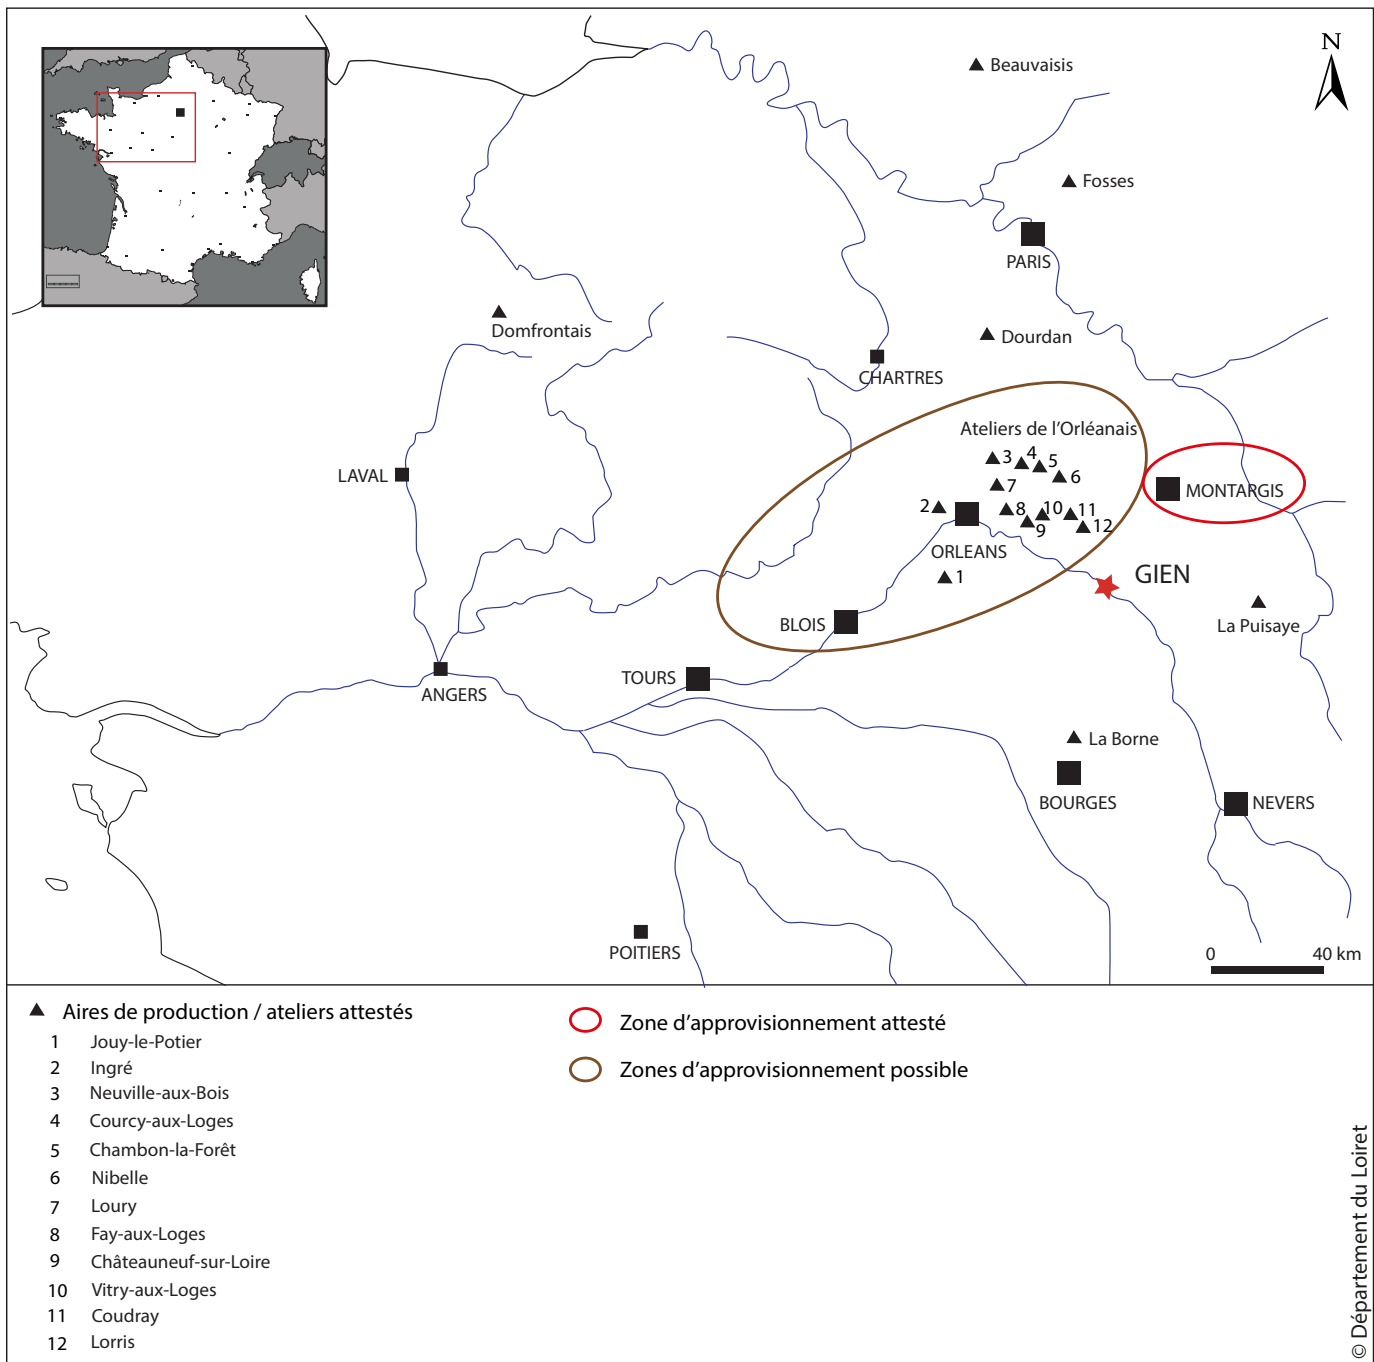 N
Beauvaisis
Fosses
PARIS
Domfrontais
Dourdan
CHARTRES
Ateliers de l'Orléanais
3
4
5
6
7
LAVAL
MONTARGIS
2
8
9
10
11
12
ORLEANS
1
GIEN
BLOIS
La Puisaye
TOURS
ANGERS
La Borne
BOURGES
NEVERS
POITIERS
0 40 km
Aires de production / ateliers attestés
1 Jouy-le-Potier
2 Ingré
3 Neuville-aux-Bois
4 Courcy-aux-Loges
5 Chambon-la-Forêt
6 Nibelle
7 Loury
8 Fay-aux-Loges
9 Châteauneuf-sur-Loire
10 Vitry-aux-Loges
11 Coudray
12 Lorris
Zone d'approvisionnement attesté
Zones d'approvisionnement possible
© Département du Loiret